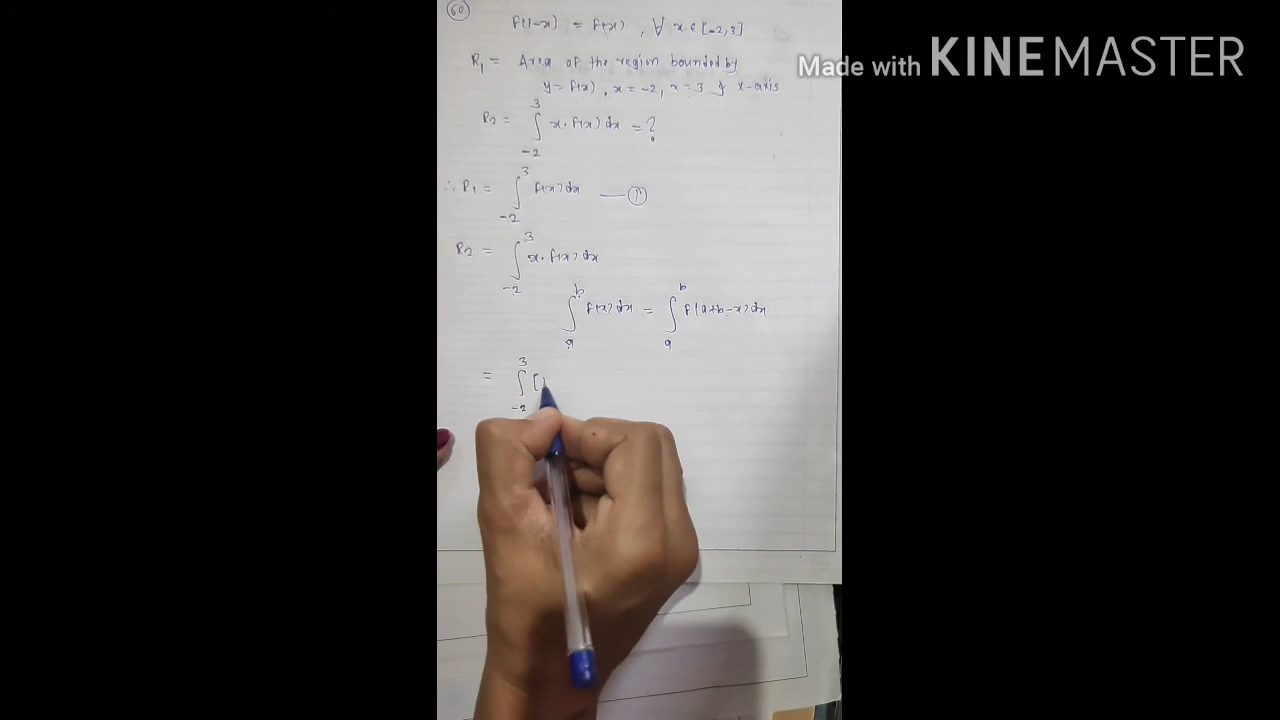 60
f(1-x) = f(x), ∀ x ∈ [-2,3]
R₁ = Area of the region bounded by
y = f(x), x = -2, x = 3 & x-axis
Made with KINEMASTER
R₂ = ∫₋₂³ x·f(x) dx = ?
∴ R₁ = ∫₋₂³ f(x) dx —
R₂ = ∫₋₂³ x·f(x) dx
∫ₐᵇ f(x) dx = ∫ₐᵇ f(a+b-x) dx
= ∫₋₂³ [